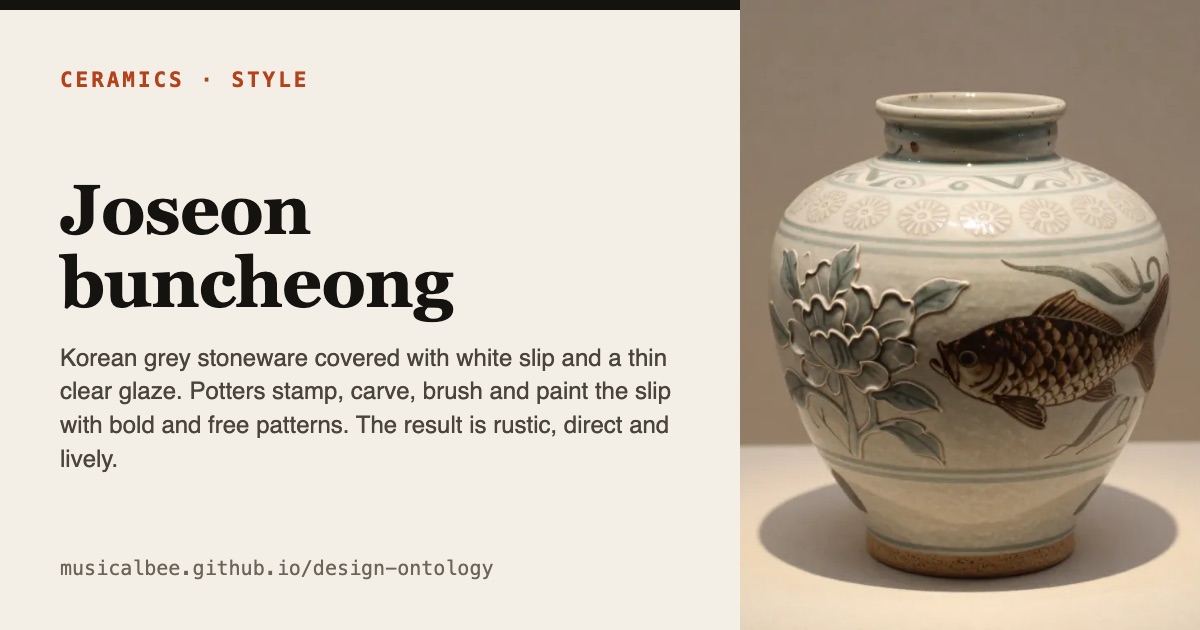 CERAMICS · STYLE
Joseon
buncheong
Korean grey stoneware covered with white slip and a thin
clear glaze. Potters stamp, carve, brush and paint the slip
with bold and free patterns. The result is rustic, direct and
lively.
musicalbee.github.io/design-ontology